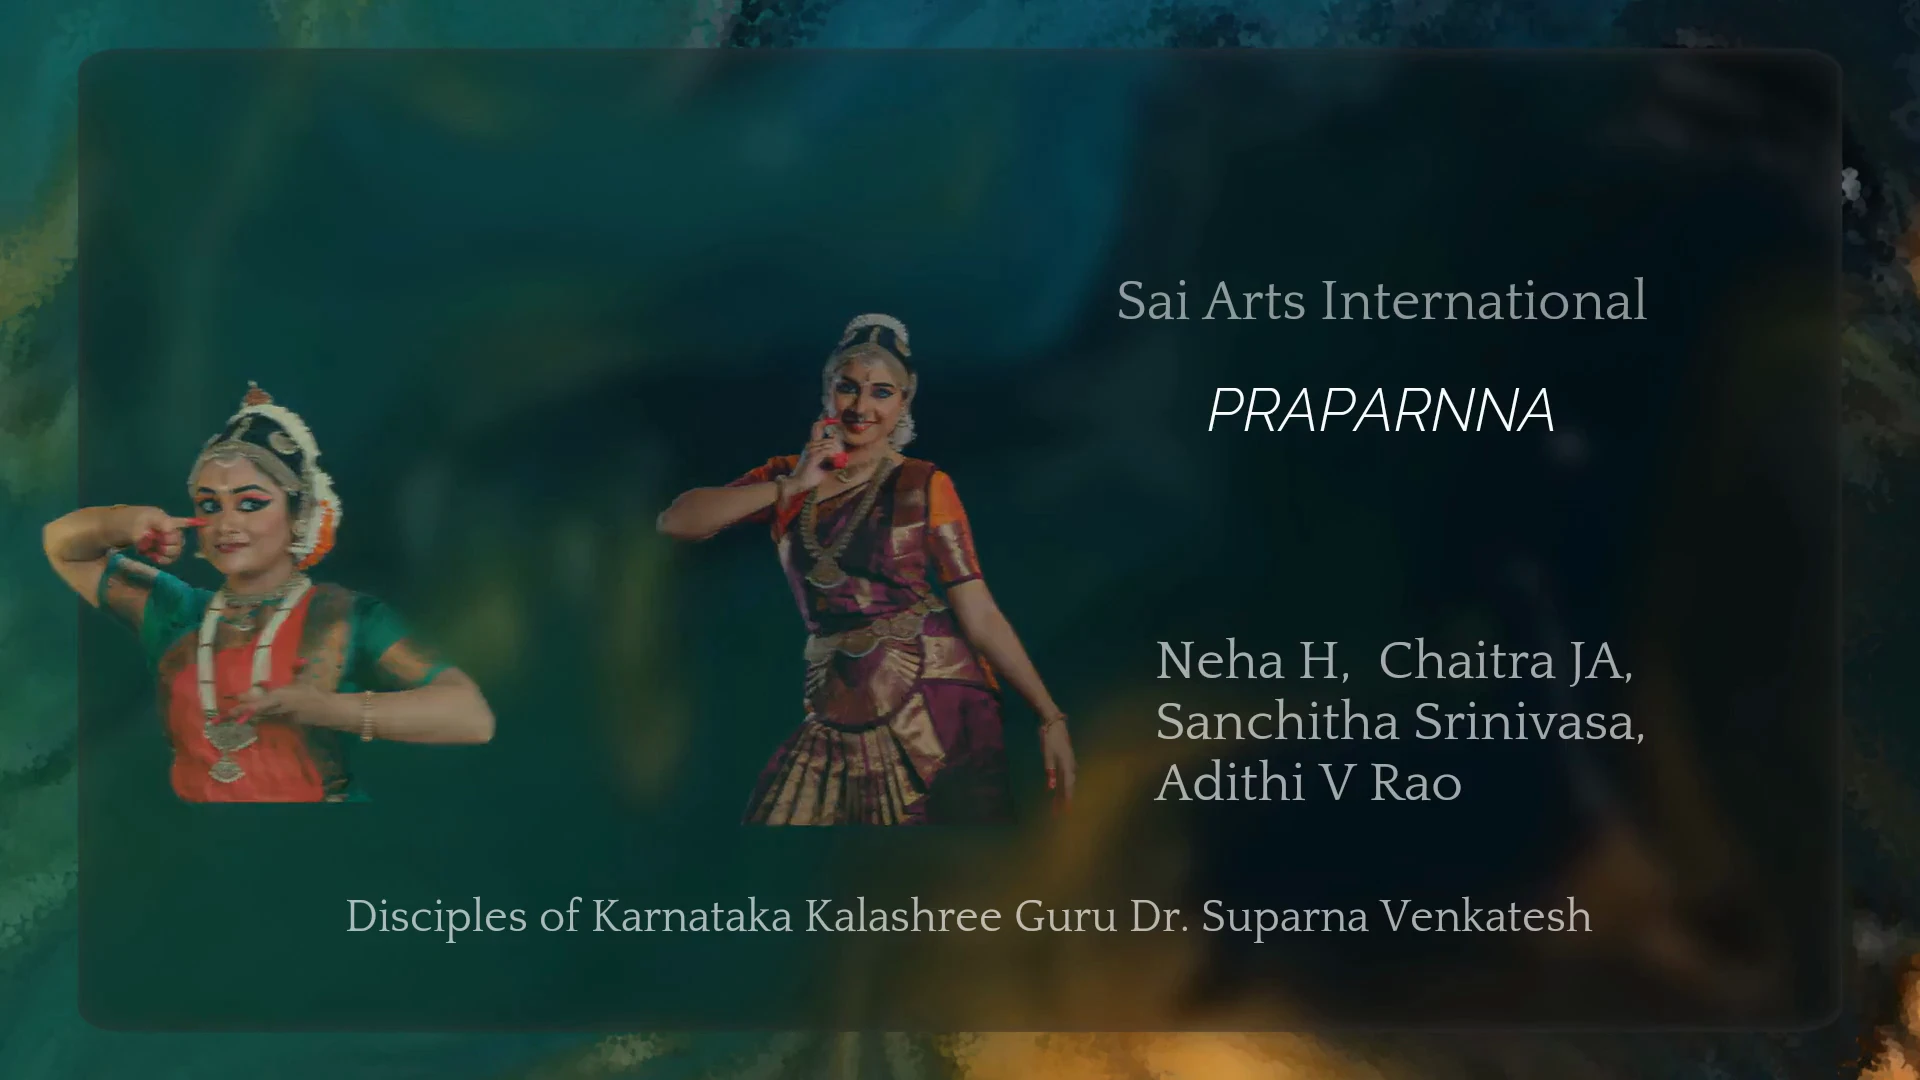 Sai Arts International
PRAPARNNA
Neha H,  Chaitra JA,
Sanchitha Srinivasa,
Adithi V Rao
Disciples of Karnataka Kalashree Guru Dr. Suparna Venkatesh